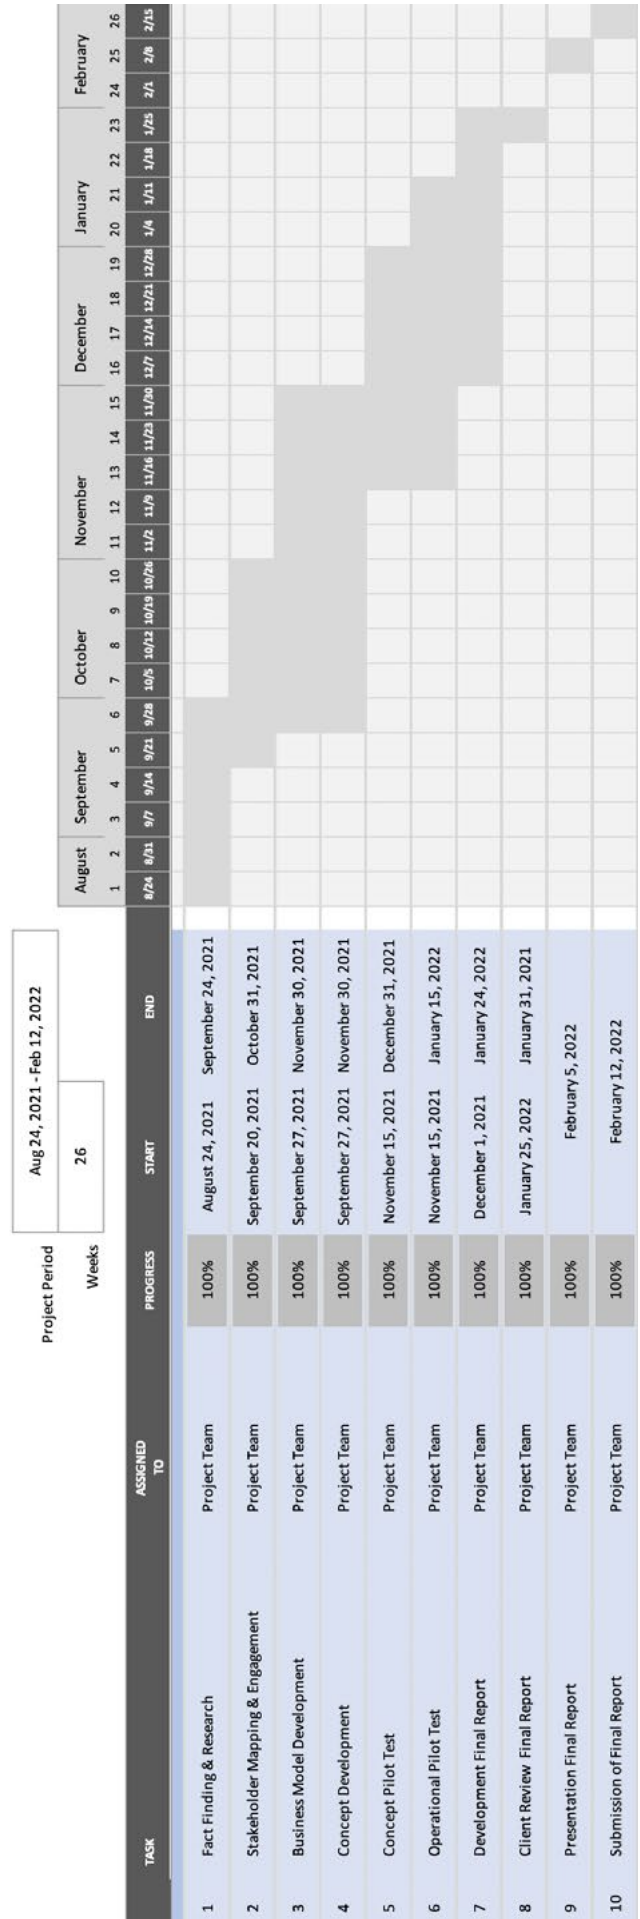 Project Period Aug 24, 2021 - Feb 12, 2022
Weeks 26
August September October November December January February
1 2 3 4 5 6 7 8 9 10 11 12 13 14 15 16 17 18 19 20 21 22 23 24 25 26
TASK ASSIGNED TO PROGRESS START END 8/24 8/31 9/7 9/14 9/21 9/28 10/5 10/12 10/19 10/26 11/2 11/9 11/16 11/23 11/30 12/7 12/14 12/21 12/28 1/4 1/11 1/18 1/25 2/1 2/8 2/15
1 Fact Finding & Research Project Team 100% August 24, 2021 September 24, 2021
2 Stakeholder Mapping & Engagement Project Team 100% September 20, 2021 October 31, 2021
3 Business Model Development Project Team 100% September 27, 2021 November 30, 2021
4 Concept Development Project Team 100% September 27, 2021 November 30, 2021
5 Concept Pilot Test Project Team 100% November 15, 2021 December 31, 2021
6 Operational Pilot Test Project Team 100% November 15, 2021 January 15, 2022
7 Development Final Report Project Team 100% December 1, 2021 January 24, 2022
8 Client Review Final Report Project Team 100% January 25, 2022 January 31, 2021
9 Presentation Final Report Project Team 100% February 5, 2022
10 Submission of Final Report Project Team 100% February 12, 2022